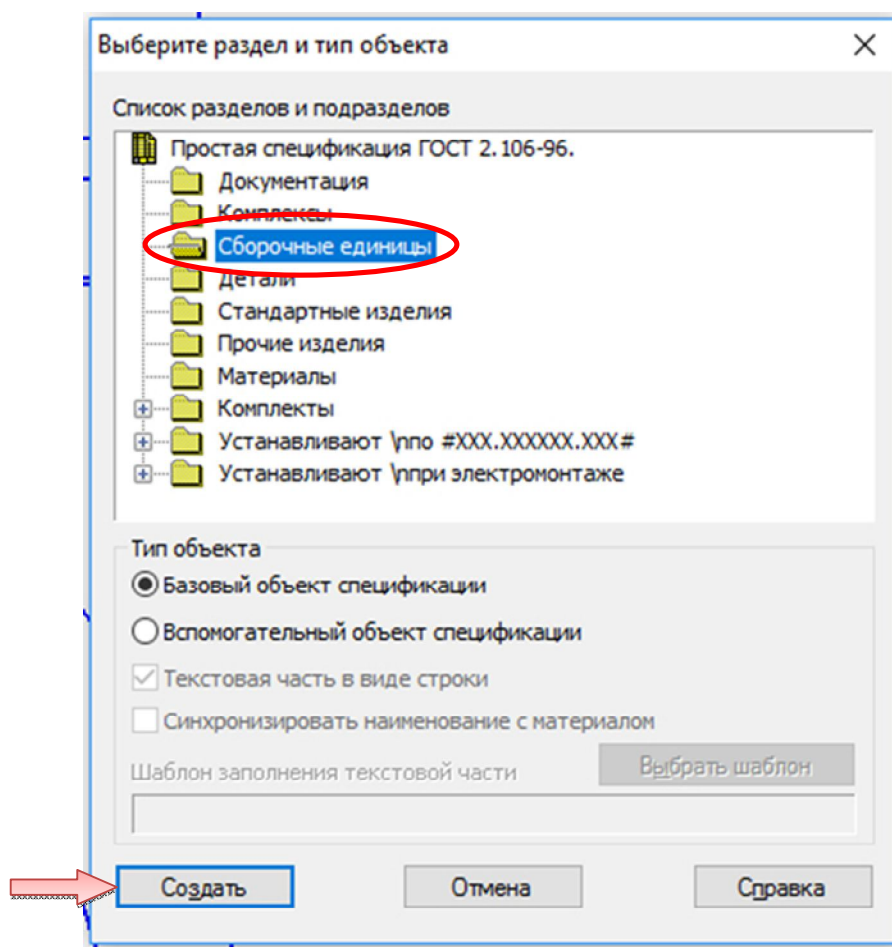 Выберите раздел и тип объекта
Список разделов и подразделов
Простая спецификация ГОСТ 2.106-96.
Документация
Комплексы
Сборочные единицы
Детали
Стандартные изделия
Прочие изделия
Материалы
Комплекты
Устанавливают \nпо #XXX.XXXXXX.XXX#
Устанавливают \nпри электромонтаже
Тип объекта
Базовый объект спецификации
Вспомогательный объект спецификации
Текстовая часть в виде строки
Синхронизировать наименование с материалом
Шаблон заполнения текстовой части Выбрать шаблон
Создать Отмена Справка